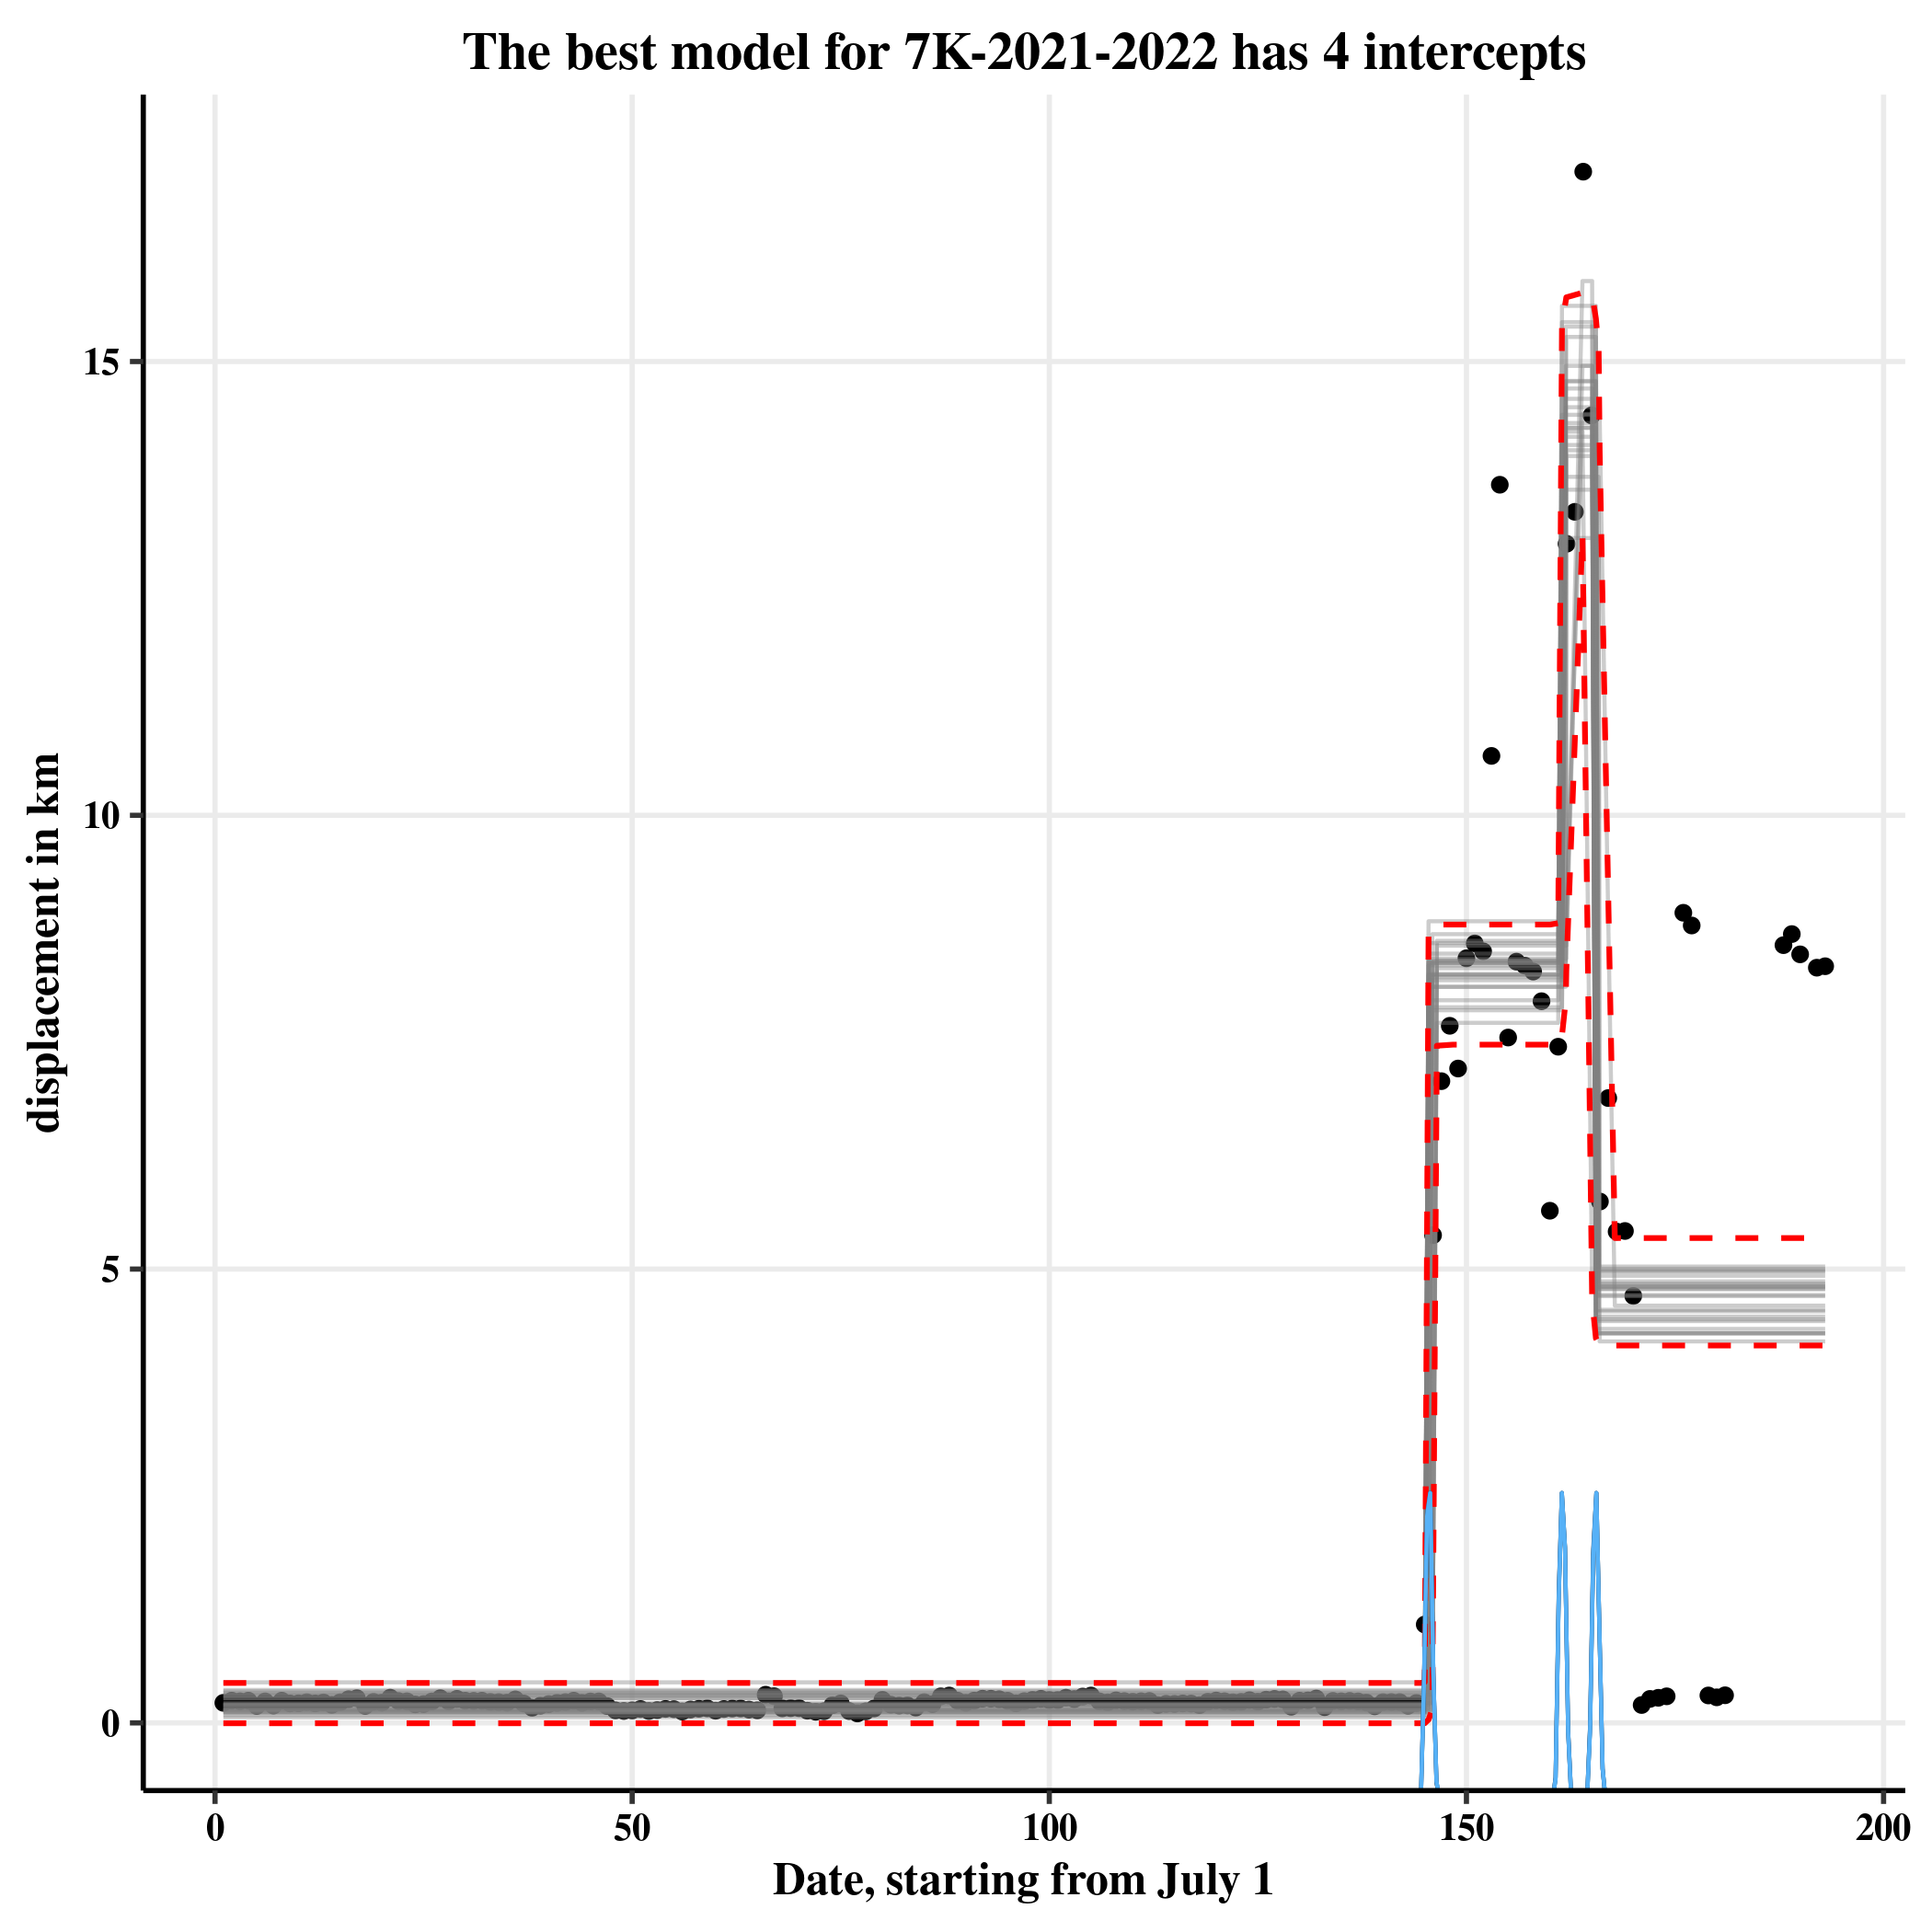 The best model for 7K-2021-2022 has 4 intercepts
displacement in km
15
10
5
0
0 50 100 150 200
Date, starting from July 1